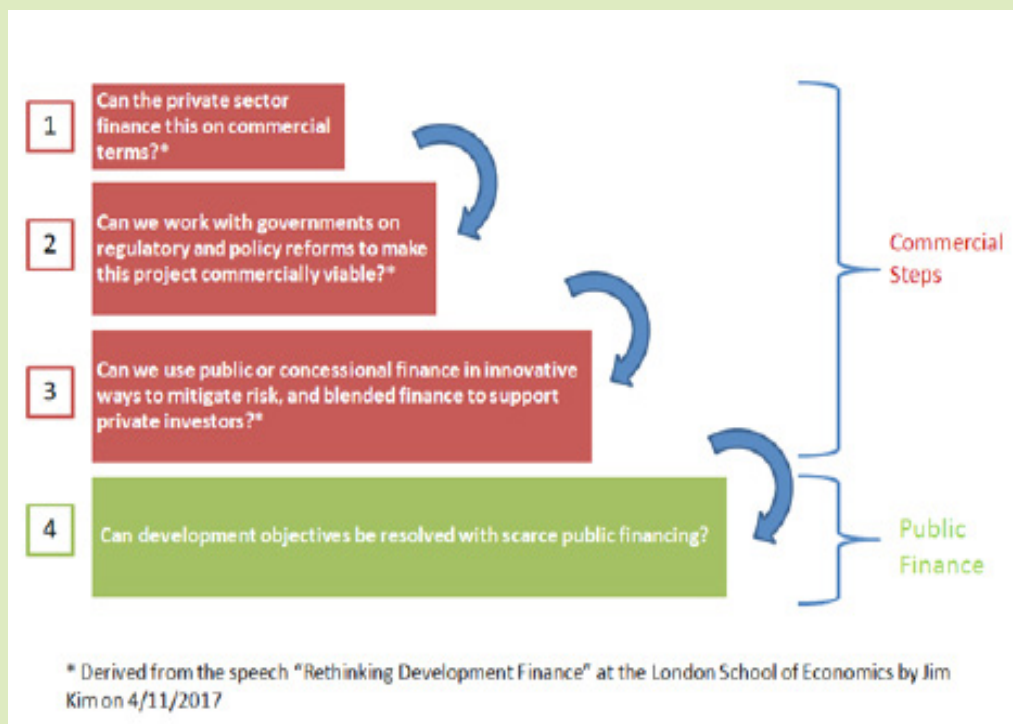 1
Can the private sector
finance this on commercial
terms?*
2
Can we work with governments on
regulatory and policy reforms to make
this project commercially viable?*
3
Can we use public or concessional finance in innovative
ways to mitigate risk, and blended finance to support
private investors?*
Commercial
Steps
4
Can development objectives be resolved with scarce public financing?
Public
Finance
* Derived from the speech “Rethinking Development Finance” at the London School of Economics by Jim
Kim on 4/11/2017